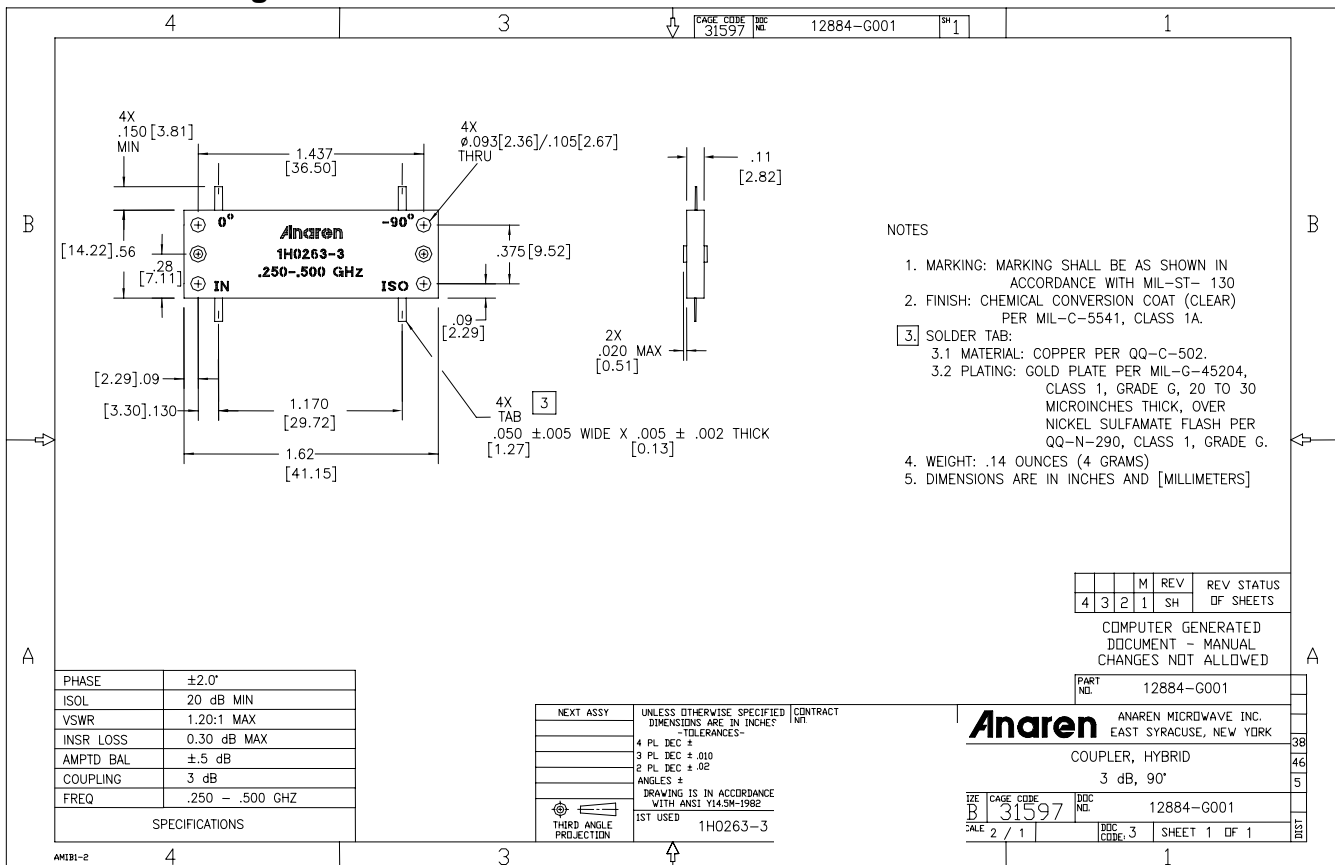 4
3
1
CAGE CODE
31597
DOC
NO.
12884-G001
SH
1
B
B
A
A
4X
.150 [3.81]
MIN
1.437
[36.50]
4X
ø.093[2.36]/.105[2.67]
THRU
.11
[2.82]
0°
-90°
Anaren
1H0263-3
.250-.500 GHz
IN
ISO
[14.22].56
.28
[7.11]
.375[9.52]
.09
[2.29]
2X
.020 MAX
[0.51]
[2.29].09
[3.30].130
1.170
[29.72]
1.62
[41.15]
4X
TAB
3
.050 ±.005 WIDE X .005 ± .002 THICK
[1.27]
[0.13]
NOTES
1. MARKING: MARKING SHALL BE AS SHOWN IN
ACCORDANCE WITH MIL-ST- 130
2. FINISH: CHEMICAL CONVERSION COAT (CLEAR)
PER MIL-C-5541, CLASS 1A.
3. SOLDER TAB:
3.1 MATERIAL: COPPER PER QQ-C-502.
3.2 PLATING: GOLD PLATE PER MIL-G-45204,
CLASS 1, GRADE G, 20 TO 30
MICROINCHES THICK, OVER
NICKEL SULFAMATE FLASH PER
QQ-N-290, CLASS 1, GRADE G.
4. WEIGHT: .14 OUNCES (4 GRAMS)
5. DIMENSIONS ARE IN INCHES AND [MILLIMETERS]
M REV REV STATUS
4 3 2 1 SH OF SHEETS
COMPUTER GENERATED
DOCUMENT - MANUAL
CHANGES NOT ALLOWED
PART
NO.
12884-G001
PHASE ±2.0°
ISOL 20 dB MIN
VSWR 1.20:1 MAX
INSR LOSS 0.30 dB MAX
AMPTD BAL ±.5 dB
COUPLING 3 dB
FREQ .250 - .500 GHZ
SPECIFICATIONS
NEXT ASSY
THIRD ANGLE
PROJECTION
UNLESS OTHERWISE SPECIFIED
DIMENSIONS ARE IN INCHES
-TOLERANCES-
4 PL DEC ±
3 PL DEC ± .010
2 PL DEC ± .02
ANGLES ±
DRAWING IS IN ACCORDANCE
WITH ANSI Y14.5M-1982
1ST USED
1H0263-3
CONTRACT
NO.
Anaren
ANAREN MICROWAVE INC.
EAST SYRACUSE, NEW YORK
COUPLER, HYBRID
3 dB, 90°
IZE
B
CAGE CODE
31597
DOC
NO.
12884-G001
CALE 2 / 1
DOC
CODE: 3
SHEET 1 OF 1
38
46
5
DIST
AMIB1-2
4
3
1